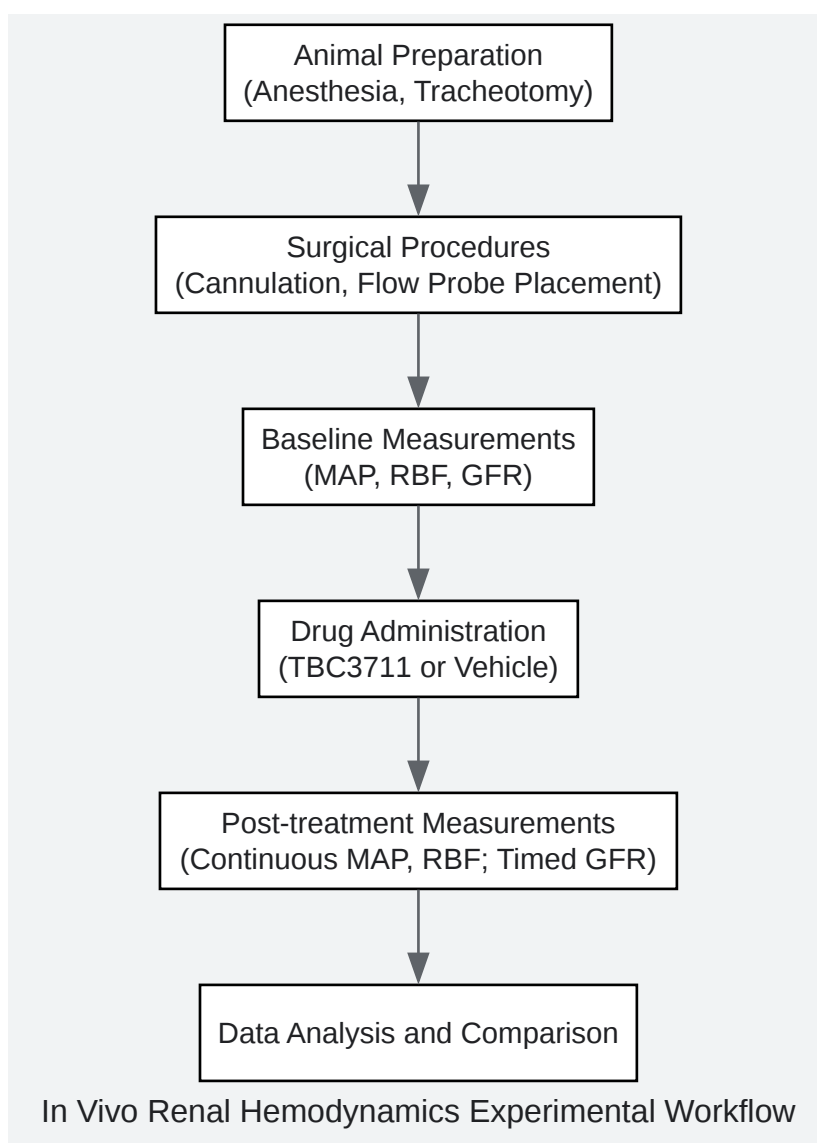 Animal Preparation
(Anesthesia, Tracheotomy)
Surgical Procedures
(Cannulation, Flow Probe Placement)
Baseline Measurements
(MAP, RBF, GFR)
Drug Administration
(TBC3711 or Vehicle)
Post-treatment Measurements
(Continuous MAP, RBF; Timed GFR)
Data Analysis and Comparison
In Vivo Renal Hemodynamics Experimental Workflow